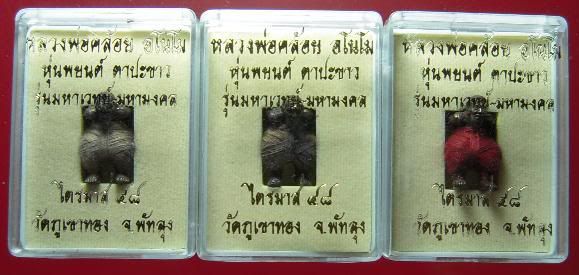 หลวงพ่อคล้อย อโนโม
หุ่นพยนต์ ตาปะขาว
รุ่นมหาเวทย์-มหามงคล
ไตรมาส ๕๘
วัดภูเขาทอง จ.พัทลุง
หลวงพ่อคล้อย อโนโม
หุ่นพยนต์ ตาปะขาว
รุ่นมหาเวทย์-มหามงคล
ไตรมาส ๕๘
วัดภูเขาทอง จ.พัทลุง
หลวงพ่อคล้อย อโนโม
หุ่นพยนต์ ตาปะขาว
รุ่นมหาเวทย์-มหามงคล
ไตรมาส ๕๘
วัดภูเขาทอง จ.พัทลุง